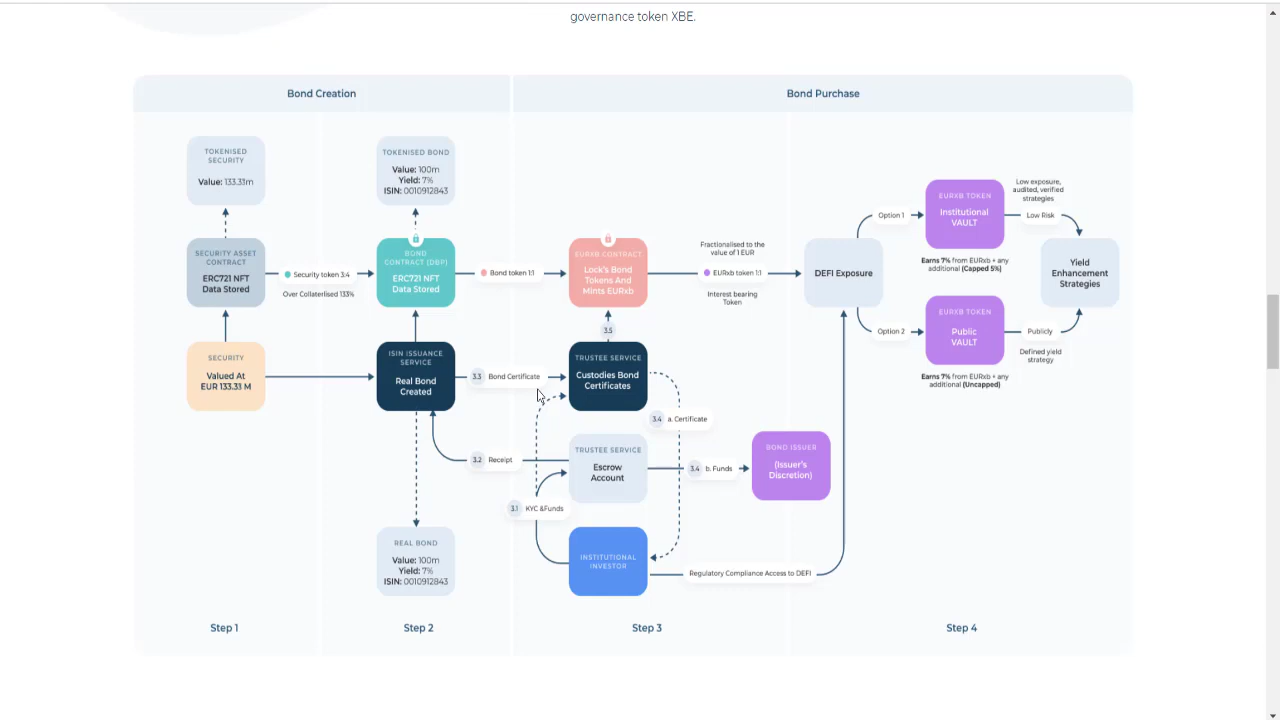 governance token XBE.
Bond Creation
Bond Purchase
TOKENISED
SECURITY
Value: 133.33m
TOKENISED BOND
Value: 100m
Yield: 7%
ISIN: 0010912843
SECURITY ASSET
CONTRACT
ERC721 NFT
Data Stored
Security token 3:4
Over Collaterlised 133%
BOND
CONTRACT (DBP)
ERC721 NFT
Data Stored
Bond token 1:1
EURXB CONTRACT
Lock's Bond
Tokens And
Mints EURxb
Fractionalised to the
value of 1 EUR
EURxb token 1:1
Interest bearing
Token
DEFI Exposure
Option 1
EURXB TOKEN
Institutional
VAULT
Earns 7% from EURxb + any
additional (Capped 5%)
Low exposure,
audited, verified
strategies
Low Risk
Yield
Enhancement
Strategies
Option 2
EURXB TOKEN
Public
VAULT
Earns 7% from EURxb + any
additional (Uncapped)
Publicly
Defined yield
strategy
SECURITY
Valued At
EUR 133.33 M
ISIN ISSUANCE
SERVICE
Real Bond
Created
3.3 Bond Certificate
3.5
TRUSTEE SERVICE
Custodies Bond
Certificates
3.4 a. Certificate
3.2 Receipt
TRUSTEE SERVICE
Escrow
Account
3.4 b. Funds
BOND ISSUER
(Issuer's
Discretion)
3.1 KYC &Funds
REAL BOND
Value: 100m
Yield: 7%
ISIN: 0010912843
INSTITUTIONAL
INVESTOR
Regulatory Compliance Access to DEFI
Step 1
Step 2
Step 3
Step 4